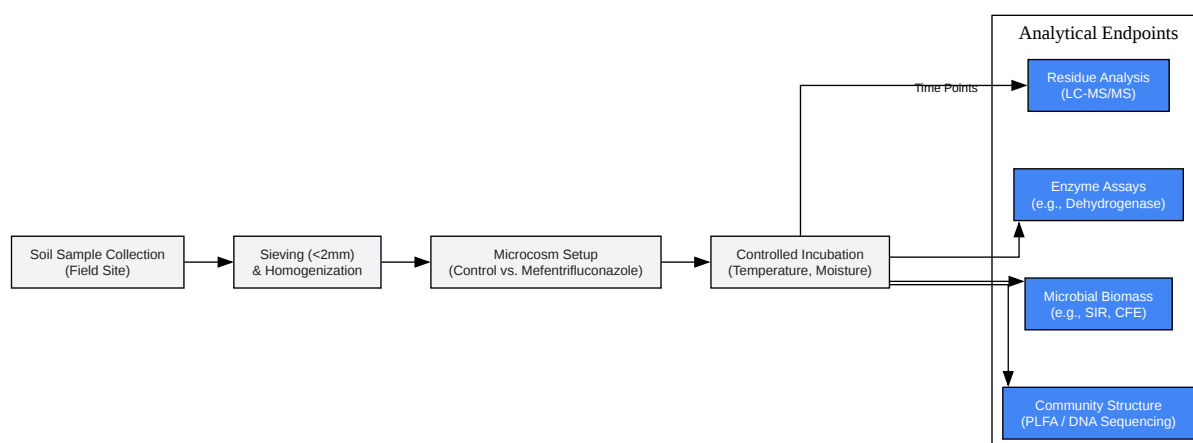 Analytical Endpoints
Residue Analysis
(LC-MS/MS)
Time Points
Enzyme Assays
(e.g., Dehydrogenase)
Soil Sample Collection
(Field Site)
Sieving (<2mm)
& Homogenization
Microcosm Setup
(Control vs. Mefentrifluconazole)
Controlled Incubation
(Temperature, Moisture)
Microbial Biomass
(e.g., SIR, CFE)
Community Structure
(PLFA / DNA Sequencing)